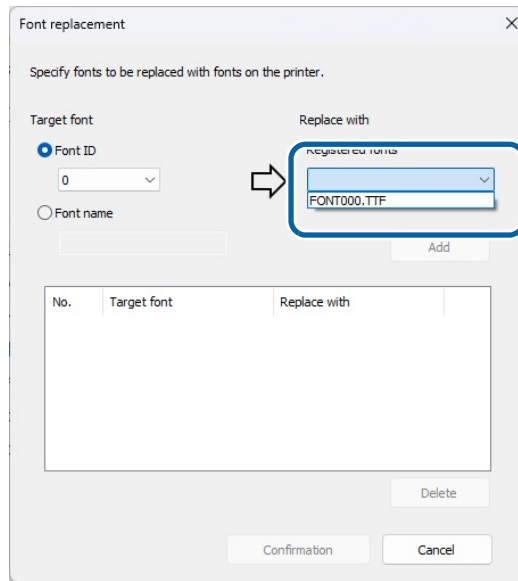 Font replacement
Specify fonts to be replaced with fonts on the printer.
Target font
Replace with
Font ID
Registered fonts
0
FONT000.TTF
Font name
Add
No. Target font Replace with
Delete
Confirmation Cancel